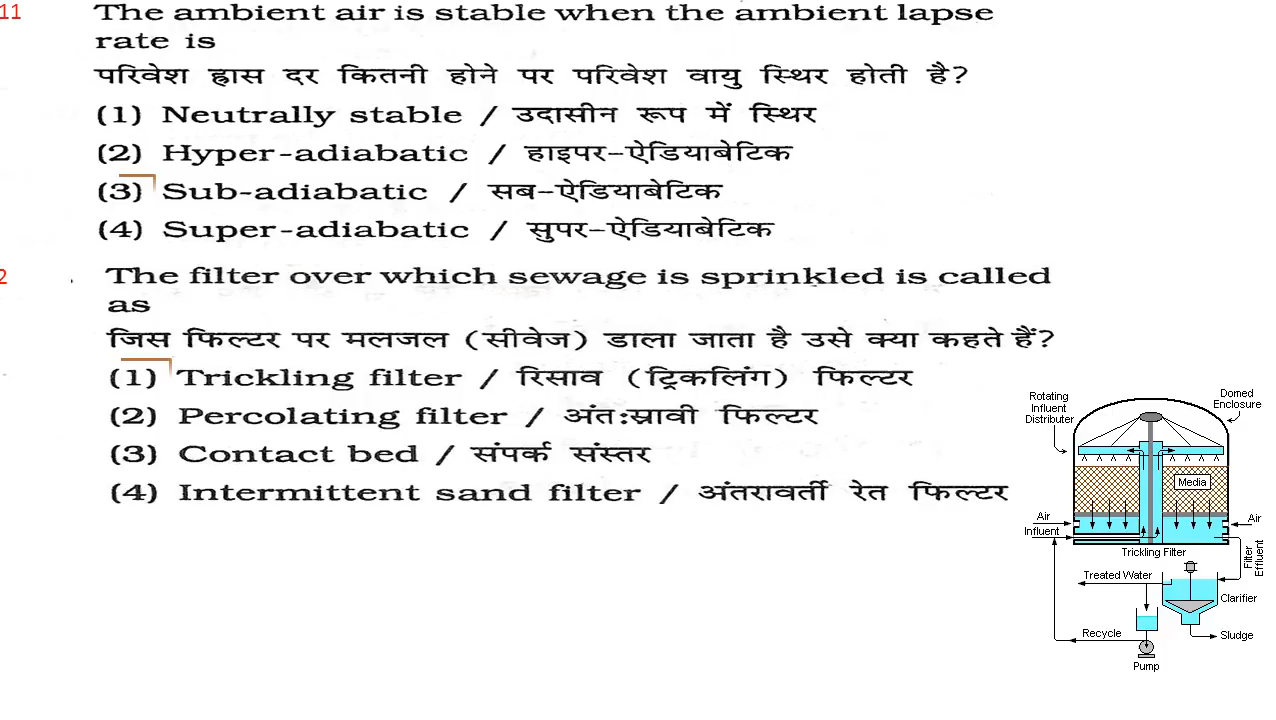 11
The ambient air is stable when the ambient lapse
rate is
परिवेश ह्रास दर कितनी होने पर परिवेश वायु स्थिर होती है?
(1) Neutrally stable / उदासीन रूप में स्थिर
(2) Hyper-adiabatic / हाइपर-ऐडियाबेटिक
(3) Sub-adiabatic / सब-ऐडियाबेटिक
(4) Super-adiabatic / सुपर-ऐडियाबेटिक
2
The filter over which sewage is sprinkled is called
as
जिस फिल्टर पर मलजल (सीवेज) डाला जाता है उसे क्या कहते हैं?
(1) Trickling filter / रिसाव (ट्रिकलिंग) फिल्टर
(2) Percolating filter / अंतःस्रावी फिल्टर
(3) Contact bed / संपर्क संस्तर
(4) Intermittent sand filter / अंतरावर्ती रेत फिल्टर
Rotating
Influent
Distributer
Domed
Enclosure
Media
Air
Influent
Air
Trickling Filter
Filter
Effluent
Treated Water
Clarifier
Recycle
Sludge
Pump